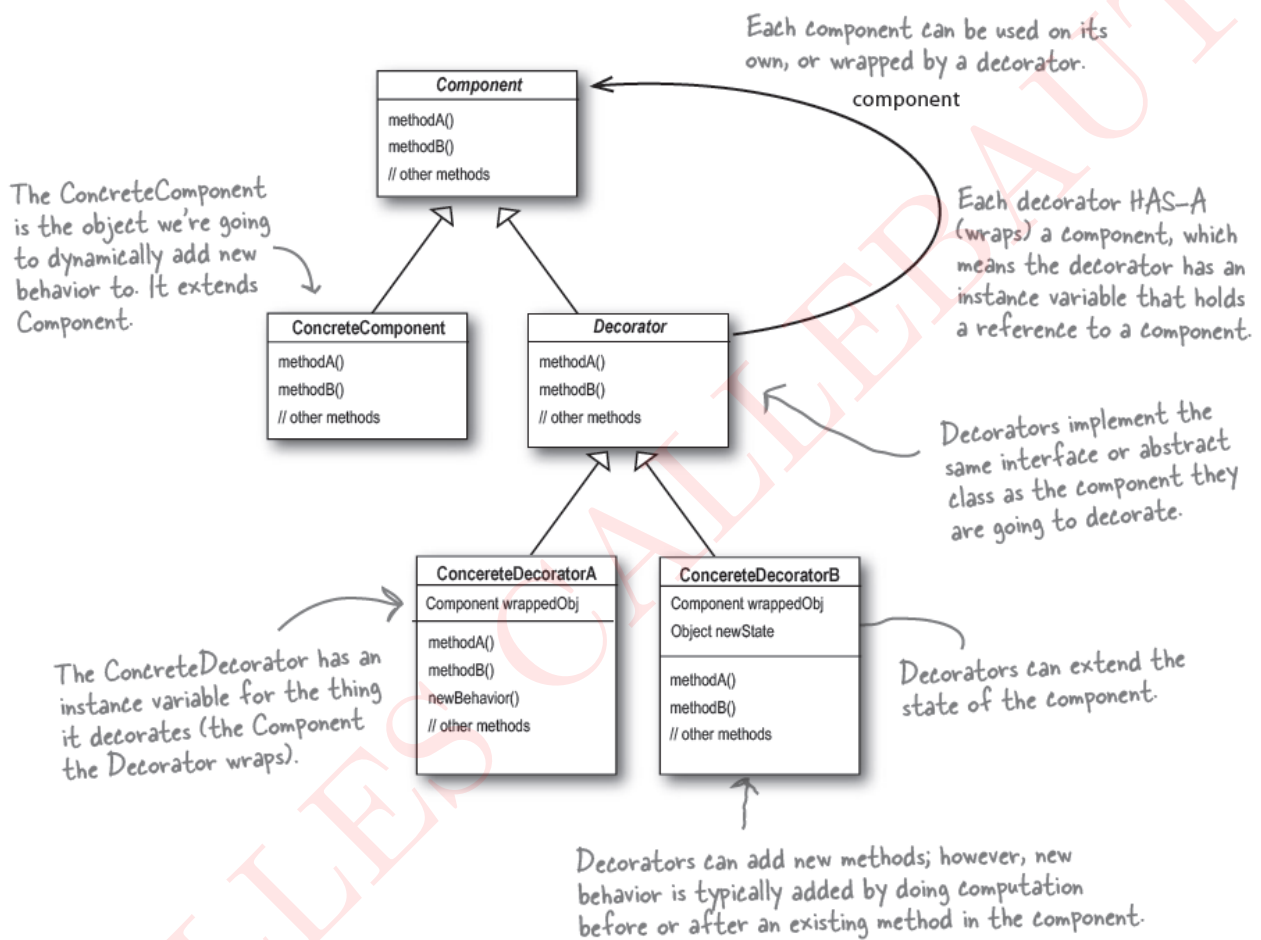 Each component can be used on its
own, or wrapped by a decorator.
component
Component
methodA()
methodB()
// other methods
The ConcreteComponent
is the object we're going
to dynamically add new
behavior to. It extends
Component.
Each decorator HAS-A
(wraps) a component, which
means the decorator has an
instance variable that holds
a reference to a component.
ConcreteComponent
methodA()
methodB()
// other methods
Decorator
methodA()
methodB()
// other methods
Decorators implement the
same interface or abstract
class as the component they
are going to decorate.
ConcereteDecoratorA
Component wrappedObj
methodA()
methodB()
newBehavior()
// other methods
ConcereteDecoratorB
Component wrappedObj
Object newState
methodA()
methodB()
// other methods
The ConcreteDecorator has an
instance variable for the thing
it decorates (the Component
the Decorator wraps).
Decorators can extend the
state of the component.
Decorators can add new methods; however, new
behavior is typically added by doing computation
before or after an existing method in the component.
LLES CALLEBAUT